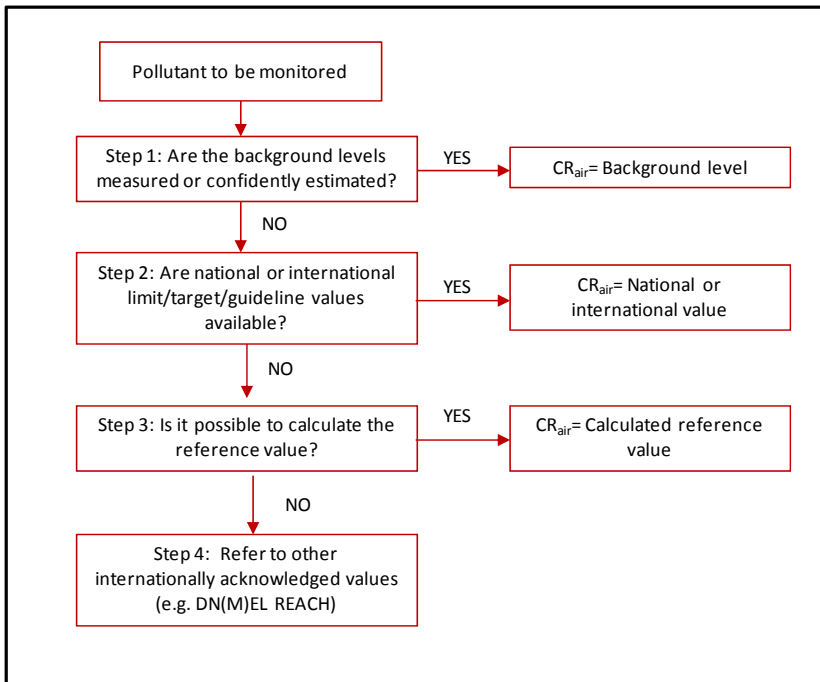 Pollutant to be monitored
Step 1: Are the background levels
measured or confidently estimated?
YES
CRair= Background level
NO
Step 2: Are national or international
limit/target/guideline values
available?
YES
CRair= National or
international value
NO
Step 3: Is it possible to calculate the
reference value?
YES
CRair= Calculated reference
value
NO
Step 4: Refer to other
internationally acknowledged values
(e.g. DN(M)EL REACH)